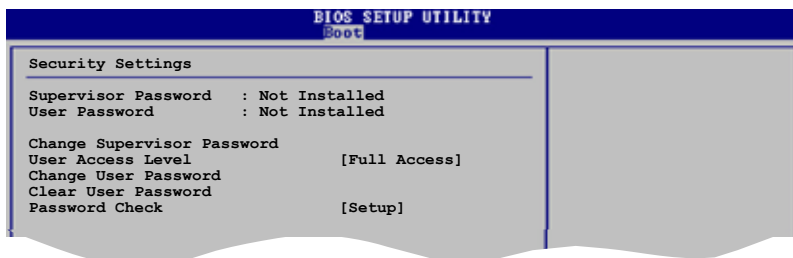 BIOS SETUP UTILITY
Boot
Security Settings
Supervisor Password : Not Installed
User Password : Not Installed
Change Supervisor Password
User Access Level [Full Access]
Change User Password
Clear User Password
Password Check [Setup]